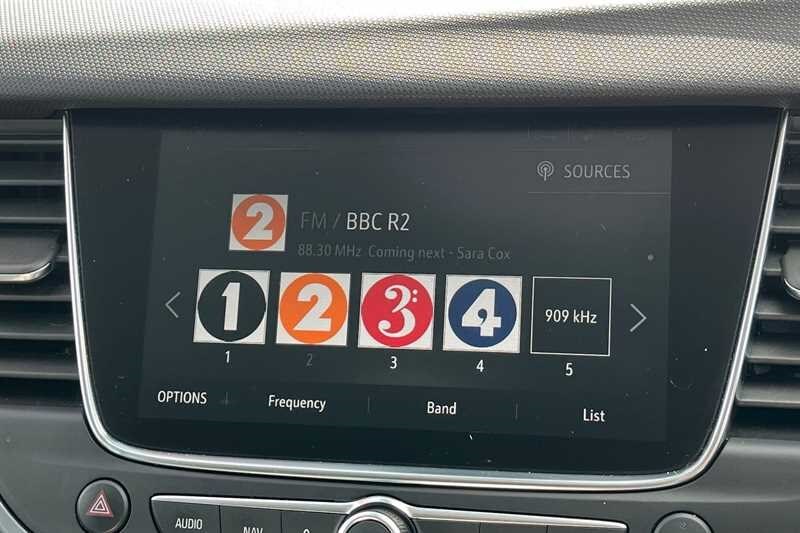 SOURCES
2 FM / BBC R2
88.30 MHz Coming next - Sara Cox
1 2 3: 4 909 kHz
1 2 3 4 5
OPTIONS Frequency Band List
AUDIO NAV